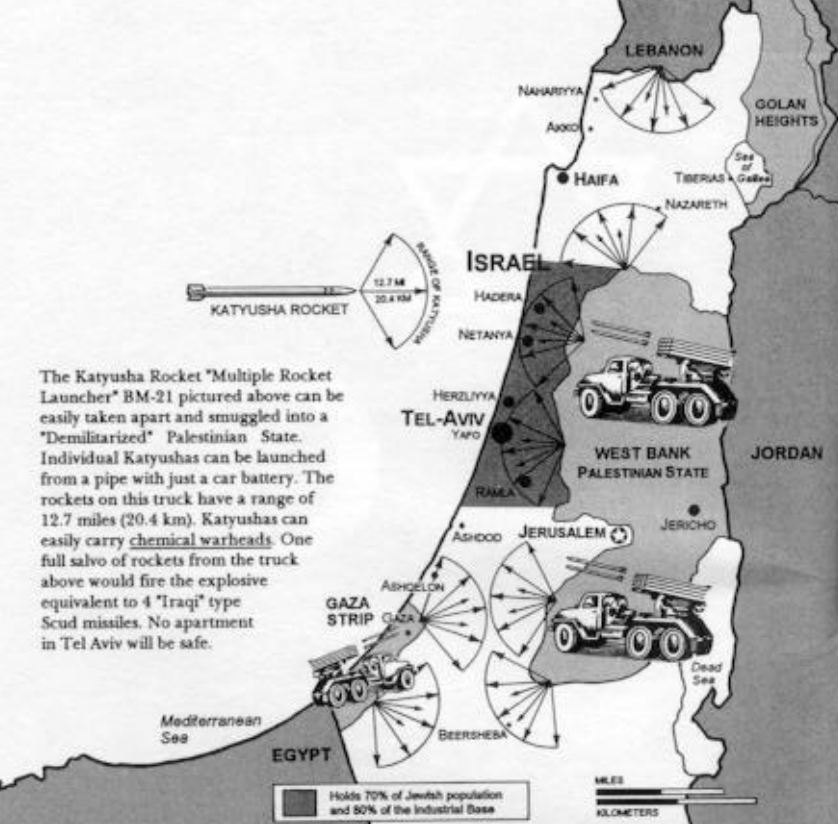 LEBANON
NAHARIYYA
GOLAN
HEIGHTS
AKKO
Sea
of
Galilee
HAIFA
TIBERIAS
NAZARETH
ISRAEL
RANGE OF KATYUSHA
12.7 MI
20.4 KM
KATYUSHA ROCKET
HADERA
NETANYA
The Katyusha Rocket "Multiple Rocket
Launcher" BM-21 pictured above can be
easily taken apart and smuggled into a
"Demilitarized" Palestinian State.
Individual Katyushas can be launched
from a pipe with just a car battery. The
rockets on this truck have a range of
12.7 miles (20.4 km). Katyushas can
easily carry chemical warheads. One
full salvo of rockets from the truck
above would fire the explosive
equivalent to 4 "Iraqi" type
Scud missiles. No apartment
in Tel Aviv will be safe.
HERZLIYYA
TEL-AVIV
YAFO
WEST BANK
PALESTINIAN STATE
JORDAN
RAMLA
JERICHO
ASHDOD
JERUSALEM
ASHQELON
GAZA
STRIP
GAZA
Dead
Sea
Mediterranean
Sea
BEERSHEBA
EGYPT
Holds 70% of Jewish population
and 80% of the Industrial Base
MILES
KILOMETERS